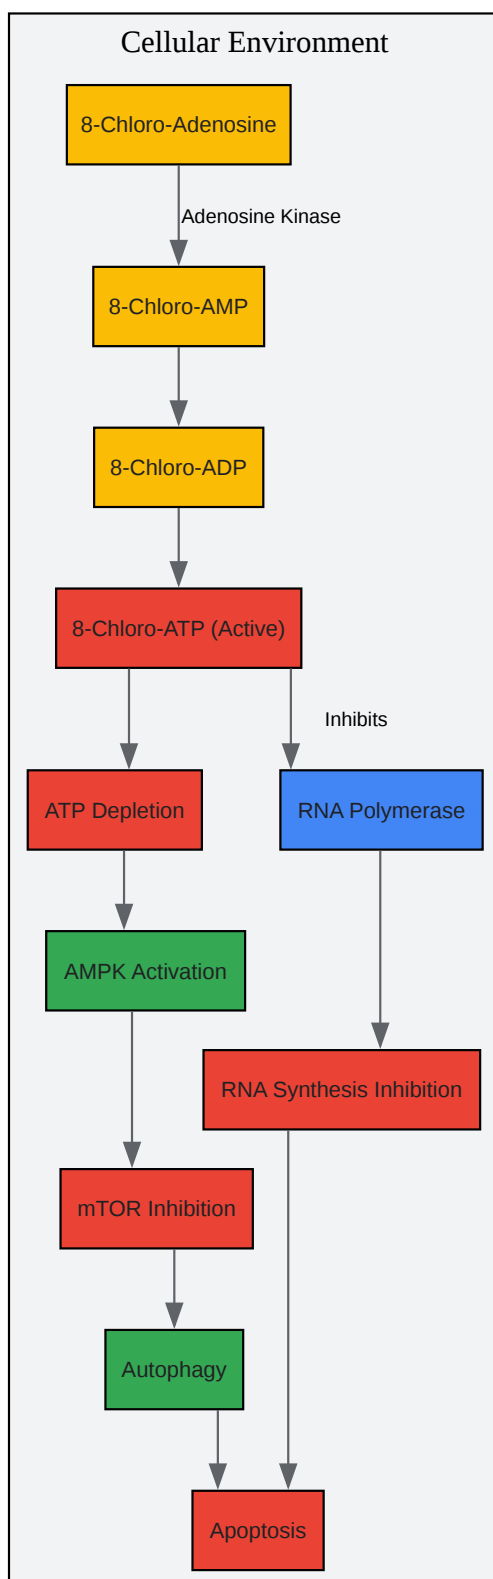 Cellular Environment
8-Chloro-Adenosine
Adenosine Kinase
8-Chloro-AMP
8-Chloro-ADP
8-Chloro-ATP (Active)
Inhibits
ATP Depletion
RNA Polymerase
AMPK Activation
RNA Synthesis Inhibition
mTOR Inhibition
Autophagy
Apoptosis